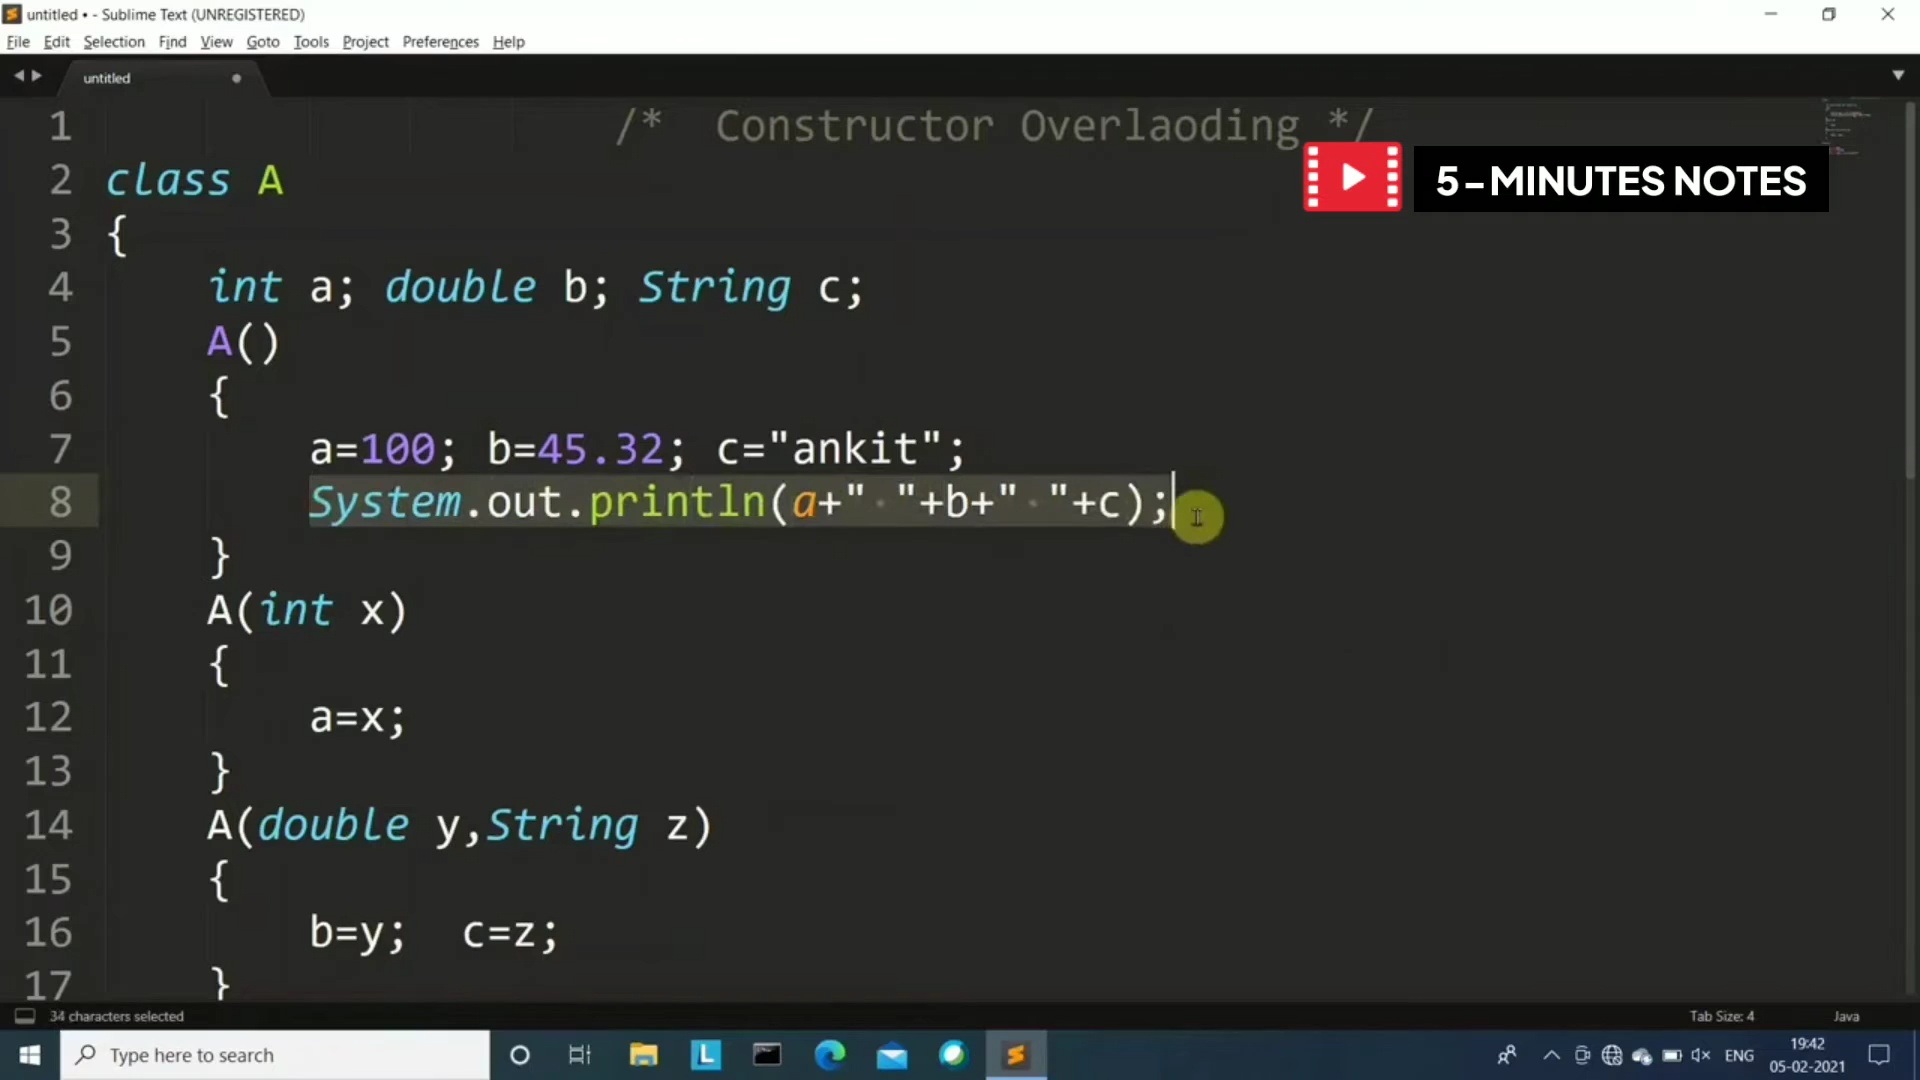 untitled • - Sublime Text (UNREGISTERED)
File Edit Selection Find View Goto Tools Project Preferences Help
untitled
1 /* Constructor Overlaoding */
5-MINUTES NOTES
2 class A
3 {
4 int a; double b; String c;
5 A()
6 {
7 a=100; b=45.32; c="ankit";
8 System.out.println(a+" "+b+" "+c);
9 }
10 A(int x)
11 {
12 a=x;
13 }
14 A(double y,String z)
15 {
16 b=y; c=z;
17 }
34 characters selected Tab Size: 4 Java
Type here to search L ENG 19:42
05-02-2021